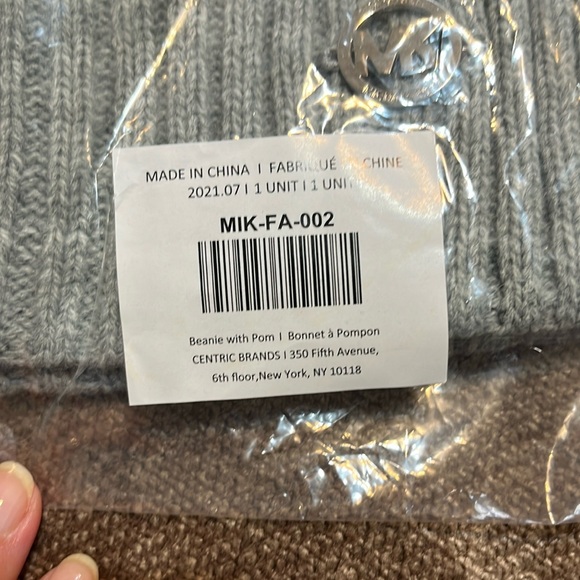 MK
MADE IN CHINA I FABRIQUÉ CHINE
2021.07 I 1 UNIT I 1 UNIT
MIK-FA-002
Beanie with Pom I Bonnet à Pompon
CENTRIC BRANDS I 350 Fifth Avenue,
6th floor,New York, NY 10118